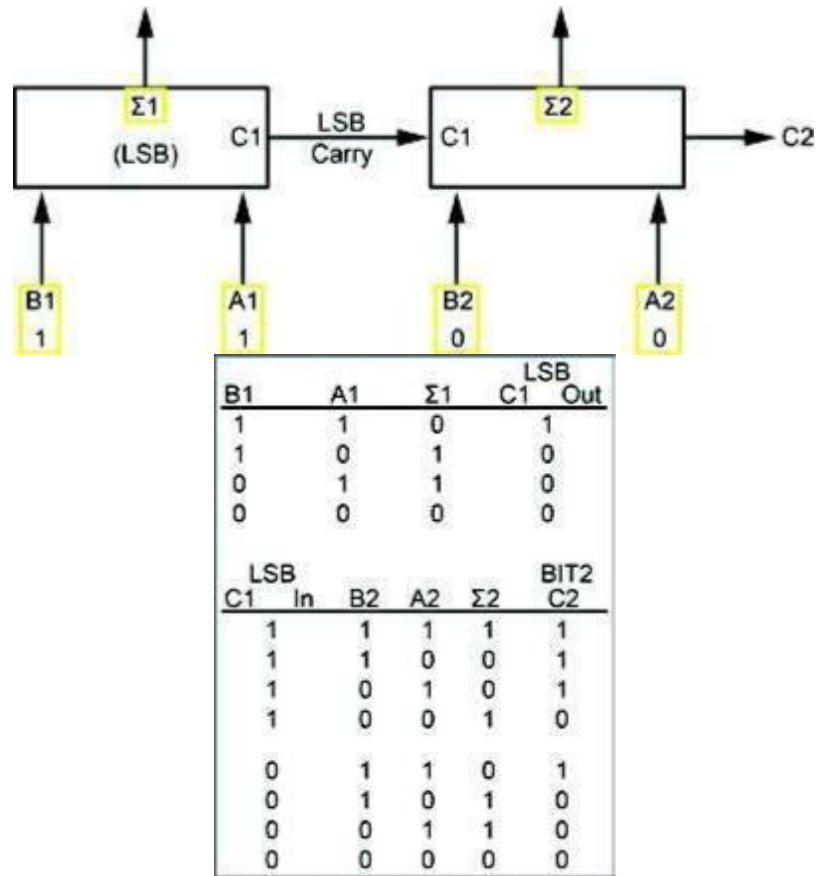 Σ1 Σ2
(LSB) C1 LSB C1 C2
Carry
B1 A1 B2 A2
1 1 0 0
LSB
B1 A1 Σ1 C1 Out
1 1 0 1
1 0 1 0
0 1 1 0
0 0 0 0
LSB BIT2
C1 In B2 A2 Σ2 C2
1 1 1 1 1
1 1 0 0 1
1 0 1 0 1
1 0 0 1 0
0 1 1 0 1
0 1 0 1 0
0 0 1 1 0
0 0 0 0 0